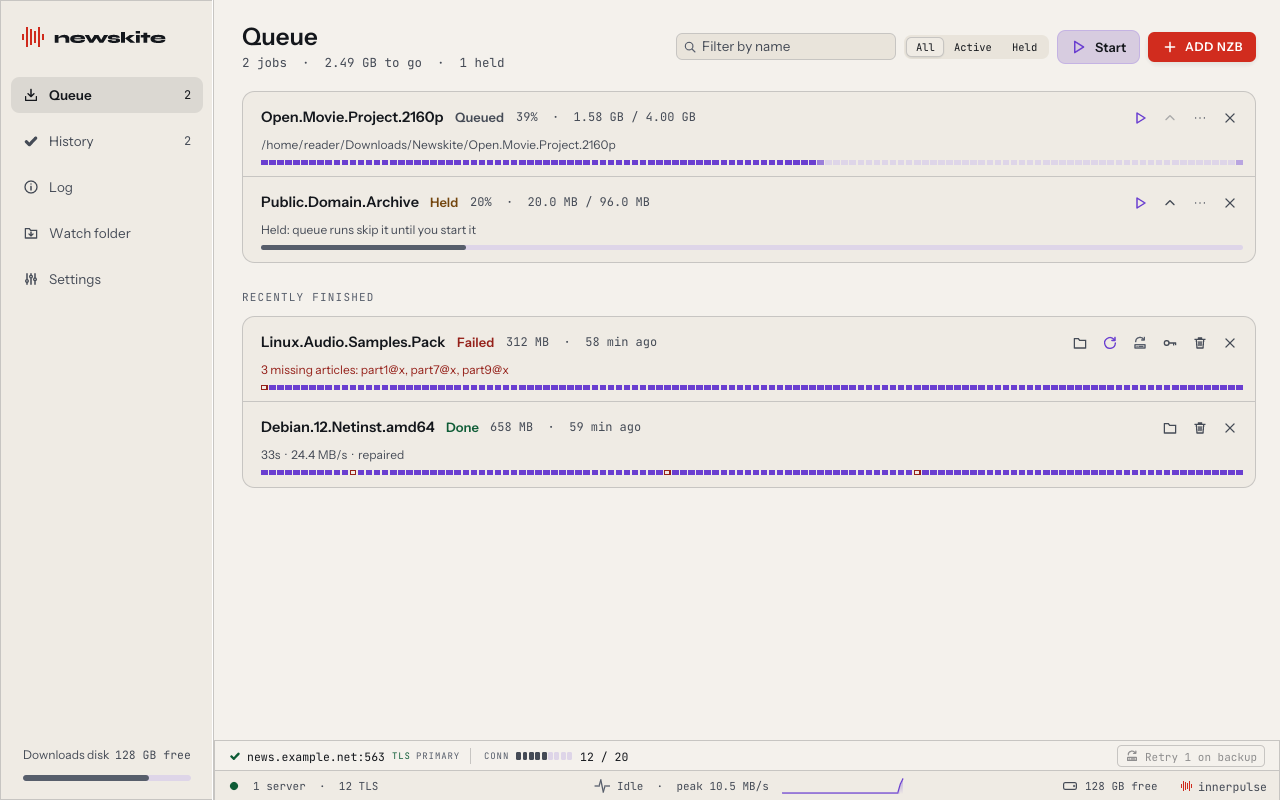 newskite
Queue 2
History 2
Log
Watch folder
Settings
Downloads disk 128 GB free
Queue
2 jobs · 2.49 GB to go · 1 held
Filter by name
All Active Held
Start
ADD NZB
Open.Movie.Project.2160p Queued 39% · 1.58 GB / 4.00 GB
/home/reader/Downloads/Newskite/Open.Movie.Project.2160p
Public.Domain.Archive Held 20% · 20.0 MB / 96.0 MB
Held: queue runs skip it until you start it
RECENTLY FINISHED
Linux.Audio.Samples.Pack Failed 312 MB · 58 min ago
3 missing articles: part1@x, part7@x, part9@x
Debian.12.Netinst.amd64 Done 658 MB · 59 min ago
33s · 24.4 MB/s · repaired
news.example.net:563 TLS PRIMARY CONN 12 / 20 Retry 1 on backup
1 server · 12 TLS Idle · peak 10.5 MB/s 128 GB free innerpulse